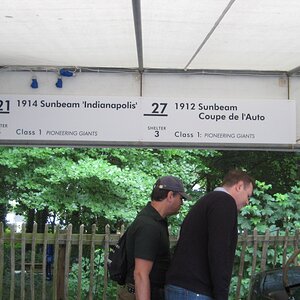 21 1914 Sunbeam 'Indianapolis'
Class 1 PIONEERING GIANTS
27 1912 Sunbeam
Coupe de l'Auto
SHELTER
3 Class 1: PIONEERING GIANTS